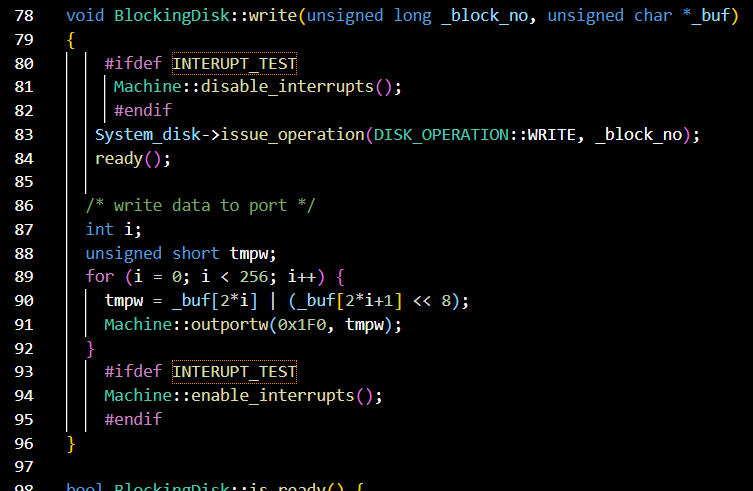 78 void BlockingDisk::write(unsigned long _block_no, unsigned char *_buf)
79 {
80 #ifdef INTERUPT_TEST
81 Machine::disable_interrupts();
82 #endif
83 System_disk->issue_operation(DISK_OPERATION::WRITE, _block_no);
84 ready();
85
86 /* write data to port */
87 int i;
88 unsigned short tmpw;
89 for (i = 0; i < 256; i++) {
90 tmpw = _buf[2*i] | (_buf[2*i+1] << 8);
91 Machine::outportw(0x1F0, tmpw);
92 }
93 #ifdef INTERUPT_TEST
94 Machine::enable_interrupts();
95 #endif
96 }
97
98 bool BlockingDisk::is_ready() {